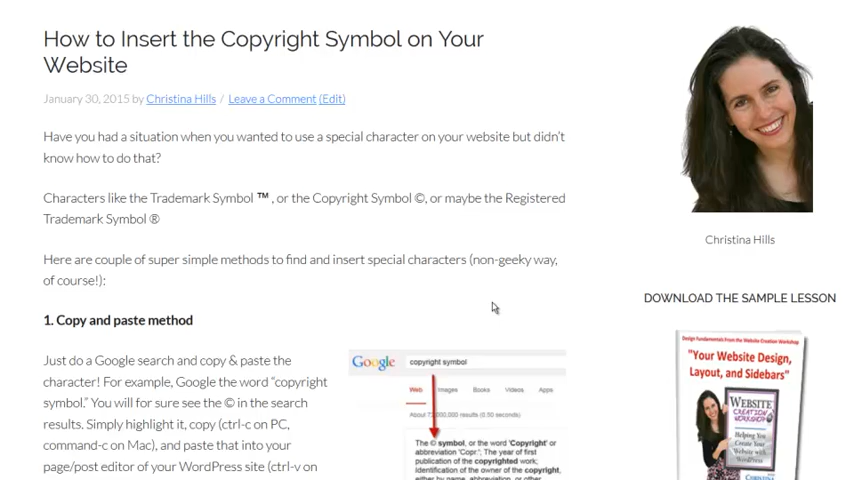 How to Insert the Copyright Symbol on Your
Website
January 30, 2015 by Christina Hills / Leave a Comment (Edit)
Have you had a situation when you wanted to use a special character on your website but didn't
know how to do that?
Characters like the Trademark Symbol ™ , or the Copyright Symbol ©, or maybe the Registered
Trademark Symbol ®
Here are couple of super simple methods to find and insert special characters (non-geeky way,
of course!):
1. Copy and paste method
Just do a Google search and copy & paste the
character! For example, Google the word "copyright
symbol." You will for sure see the © in the search
results. Simply highlight it, copy (ctrl-c on PC,
command-c on Mac), and paste that into your
page/post editor of your WordPress site (ctrl-v on
Google copyright symbol
Web Images Books Videos Apps
The © symbol, or the word 'Copyright' or
abbreviation 'Copr.'; The year of first
publication of the copyrighted work;
Identification of the owner of the copyright,
either by name, abbreviation, or other
Christina Hills
DOWNLOAD THE SAMPLE LESSON
Design Fundamentals From the Website Creation Workshop
"Your Website Design,
Layout, and Sidebars"
WEBSITE
CREATION
WORKSHOP
Helping You
Create Your
Website with
WordPress